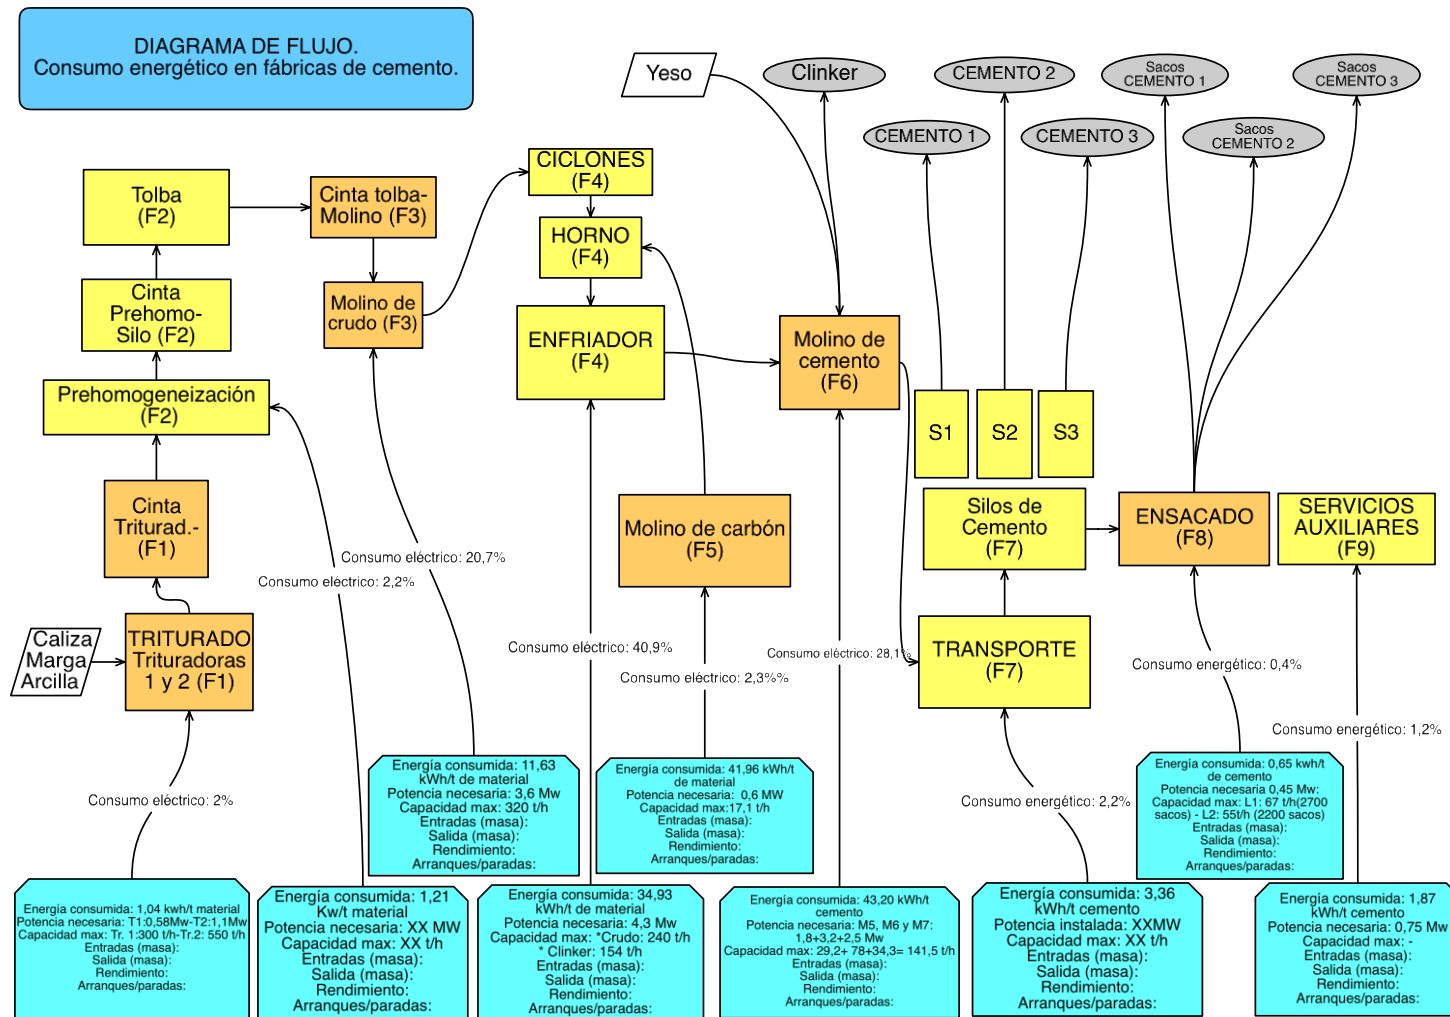 DIAGRAMA DE FLUJO.
Consumo energético en fábricas de cemento.
Yeso
Clinker
CEMENTO 2
Sacos
CEMENTO 1
Sacos
CEMENTO 3
CEMENTO 1
CEMENTO 3
Sacos
CEMENTO 2
Tolba
(F2)
Cinta tolba-
Molino (F3)
CICLONES
(F4)
HORNO
(F4)
Cinta
Prehomo-
Silo (F2)
Molino de
crudo (F3)
ENFRIADOR
(F4)
Molino de
cemento
(F6)
Prehomogeneización
(F2)
S1
S2
S3
Cinta
Triturad.-
(F1)
Molino de carbón
(F5)
Silos de
Cemento
(F7)
ENSACADO
(F8)
SERVICIOS
AUXILIARES
(F9)
Consumo eléctrico: 20,7%
Consumo eléctrico: 2,2%
Caliza
Marga
Arcilla
TRITURADO
Trituradoras
1 y 2 (F1)
Consumo eléctrico: 40,9%
Consumo eléctrico: 2,3%%
Consumo eléctrico: 28,1%
TRANSPORTE
(F7)
Consumo energético: 0,4%
Consumo energético: 1,2%
Consumo eléctrico: 2%
Consumo energético: 2,2%
Energía consumida: 11,63
kWh/t de material
Potencia necesaria: 3,6 Mw
Capacidad max: 320 t/h
Entradas (masa):
Salida (masa):
Rendimiento:
Arranques/paradas:
Energía consumida: 41,96 kWh/t
de material
Potencia necesaria:  0,6 MW
Capacidad max:17,1 t/h
Entradas (masa):
Salida (masa):
Rendimiento:
Arranques/paradas:
Energía consumida: 0,65 kwh/t
de cemento
Potencia necesaria 0,45 Mw:
Capacidad max: L1: 67 t/h(2700
sacos) - L2: 55t/h (2200 sacos)
Entradas (masa):
Salida (masa):
Rendimiento:
Arranques/paradas:
Energía consumida: 1,04 kwh/t material
Potencia necesaria: T1:0,58Mw-T2:1,1Mw
Capacidad max: Tr. 1:300 t/h-Tr.2: 550 t/h
Entradas (masa):
Salida (masa):
Rendimiento:
Arranques/paradas:
Energía consumida: 1,21
Kw/t material
Potencia necesaria: XX MW
Capacidad max: XX t/h
Entradas (masa):
Salida (masa):
Rendimiento:
Arranques/paradas:
Energía consumida: 34,93
kWh/t de material
Potencia necesaria: 4,3 Mw
Capacidad max: *Crudo: 240 t/h
* Clinker: 154 t/h
Entradas (masa):
Salida (masa):
Rendimiento:
Arranques/paradas:
Energía consumida: 43,20 kWh/t
cemento
Potencia necesaria: M5, M6 y M7:
1,8+3,2+2,5 Mw
Capacidad max: 29,2+ 78+34,3= 141,5 t/h
Entradas (masa):
Salida (masa):
Rendimiento:
Arranques/paradas:
Energía consumida: 3,36
kWh/t cemento
Potencia instalada: XXMW
Capacidad max: XX t/h
Entradas (masa):
Salida (masa):
Rendimiento:
Arranques/paradas:
Energía consumida: 1,87
kWh/t cemento
Potencia necesaria: 0,75 Mw
Capacidad max: -
Entradas (masa):
Salida (masa):
Rendimiento:
Arranques/paradas: